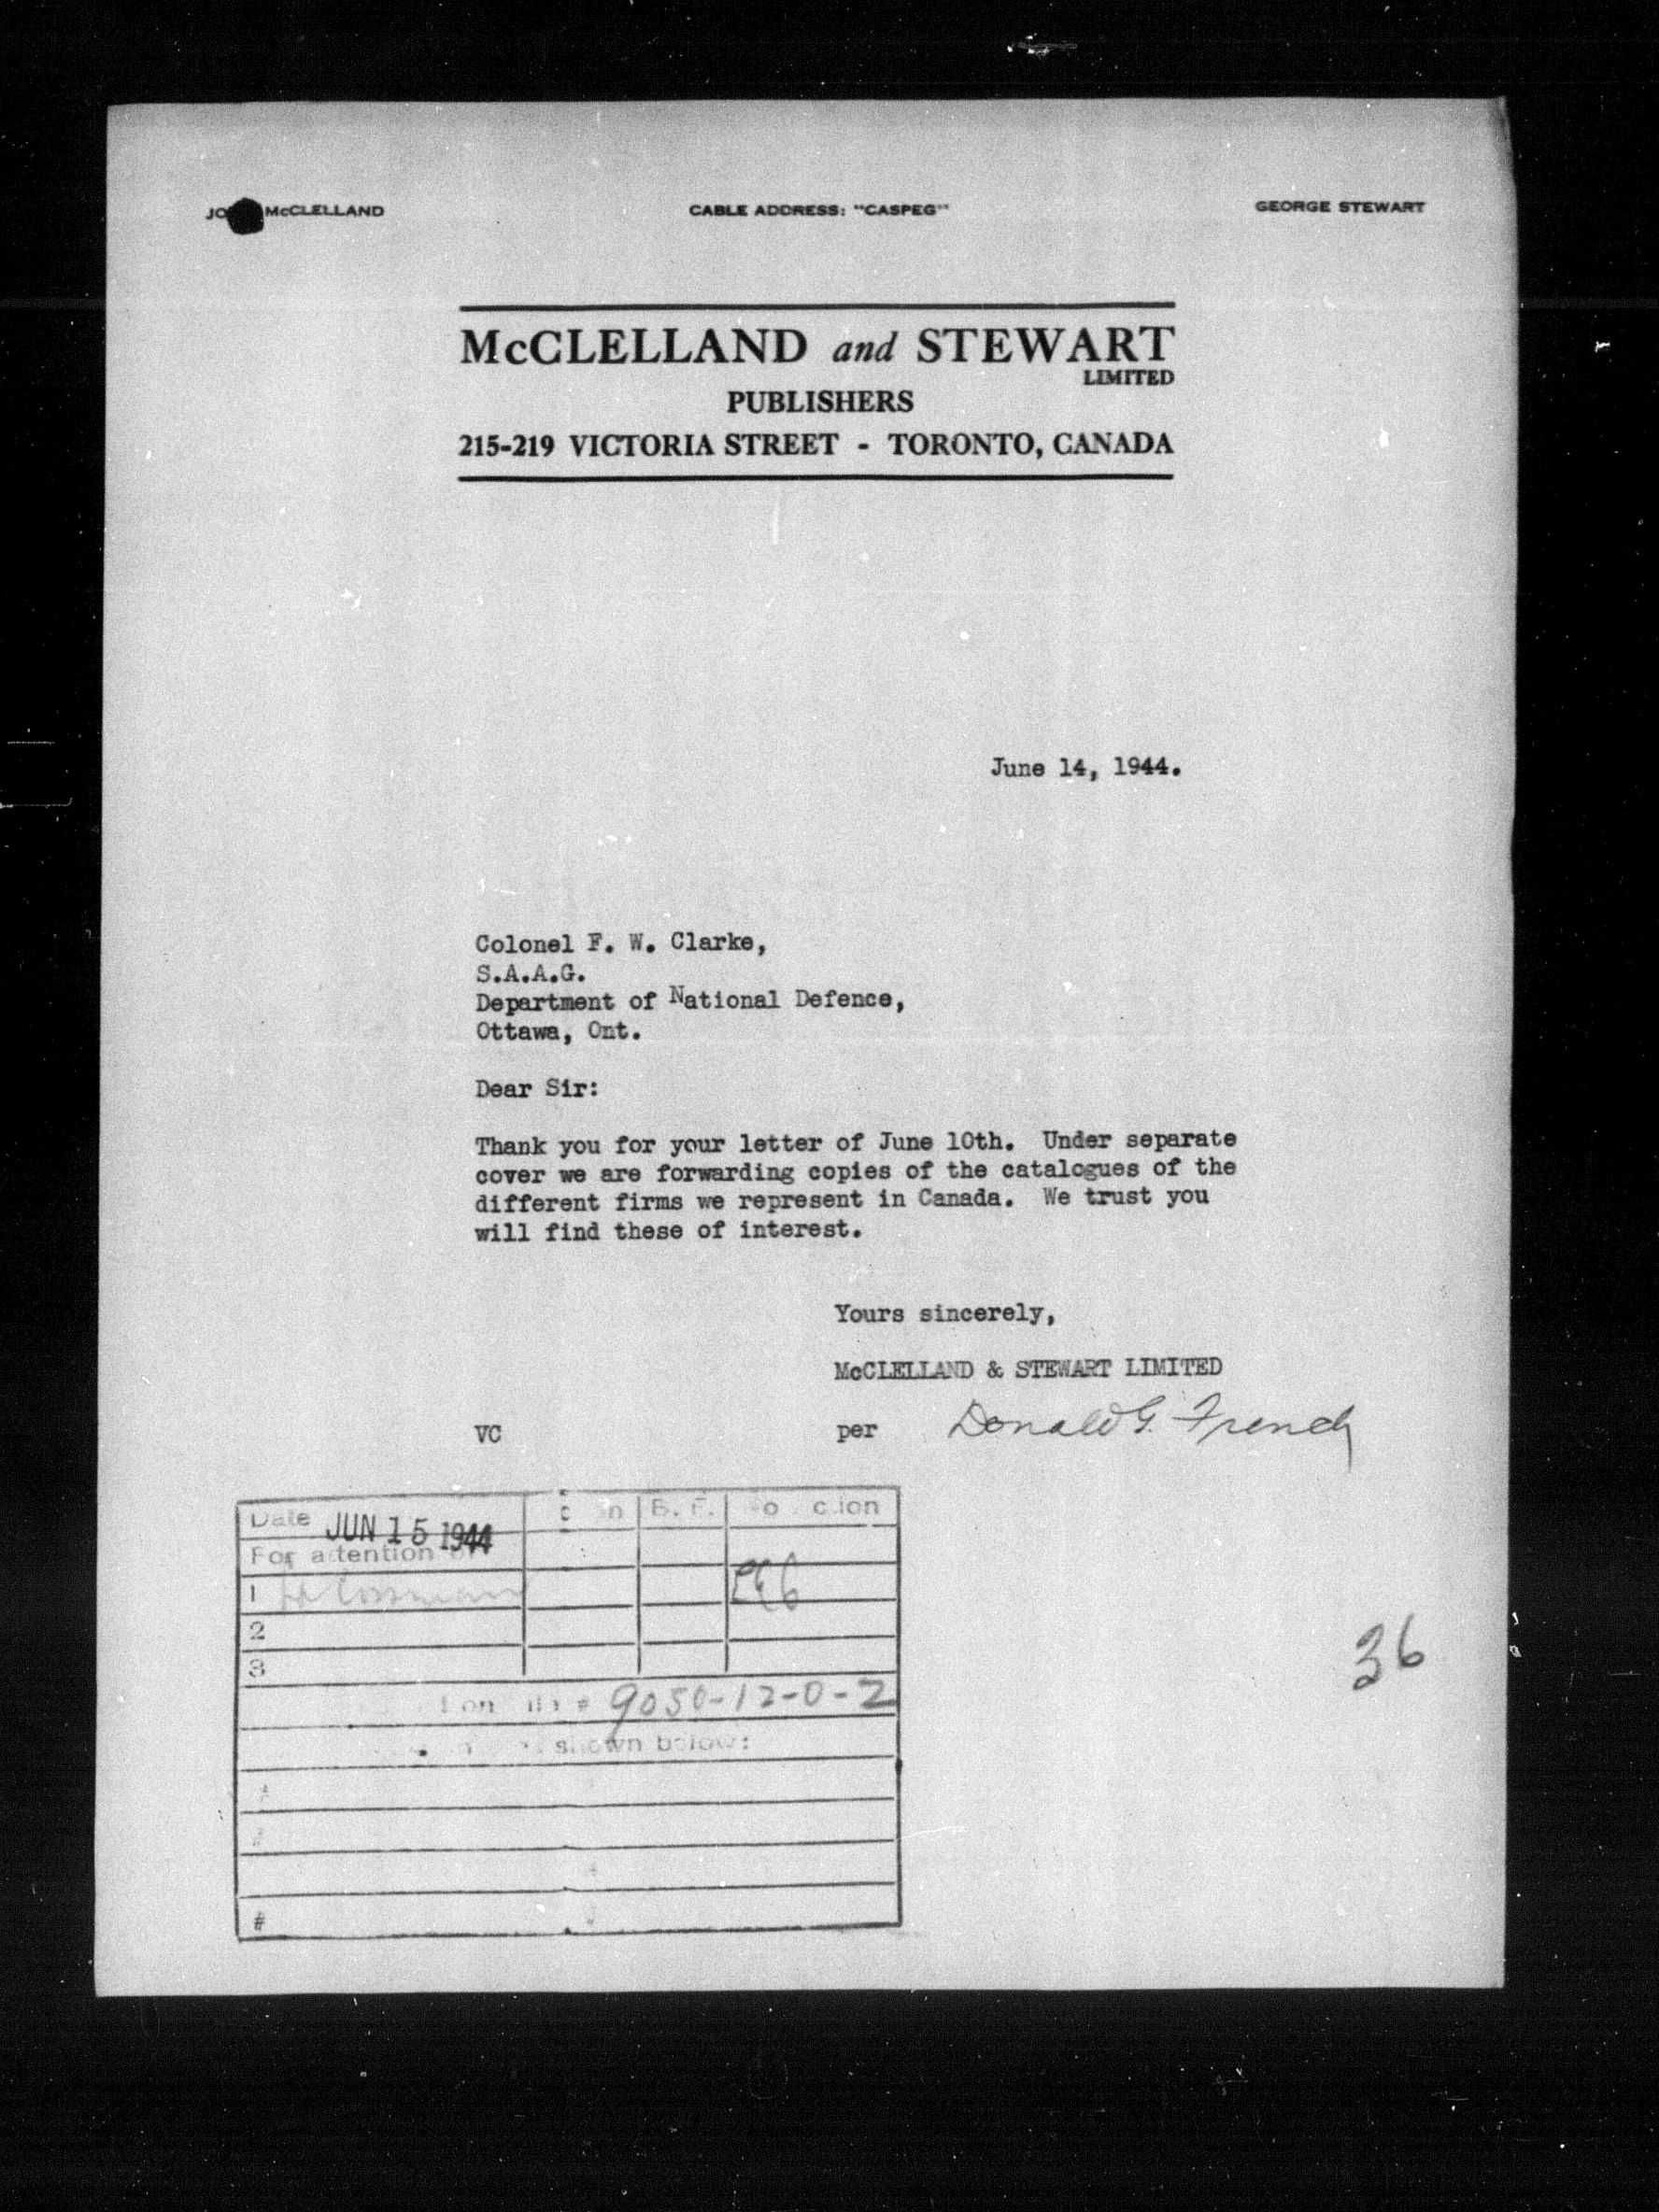 McCLELLAND
CABLE ADDRESS: "CASPEG"
GEORGE STEWART
McCLELLAND and STEWART
LIMITED
PUBLISHERS
215-219 VICTORIA STREET - TORONTO, CANADA
June 14, 1944.
Colonel F. W. Clarke,
S.A.A.G.
Department of National Defence,
Ottawa, Ont.
Dear Sir:
Thank you for your letter of June 10th. Under separate
cover we are forwarding copies of the catalogues of the
different firms we represent in Canada. We trust you
will find these of interest.
Yours sincerely,
McCLELLAND & STEWART LIMITED
VC
per Donald G. French
Date JUN 15 1944 B. F.
For attention of
1
2
3
on # 9050-12-0-2
shown below:
#
#
#
36